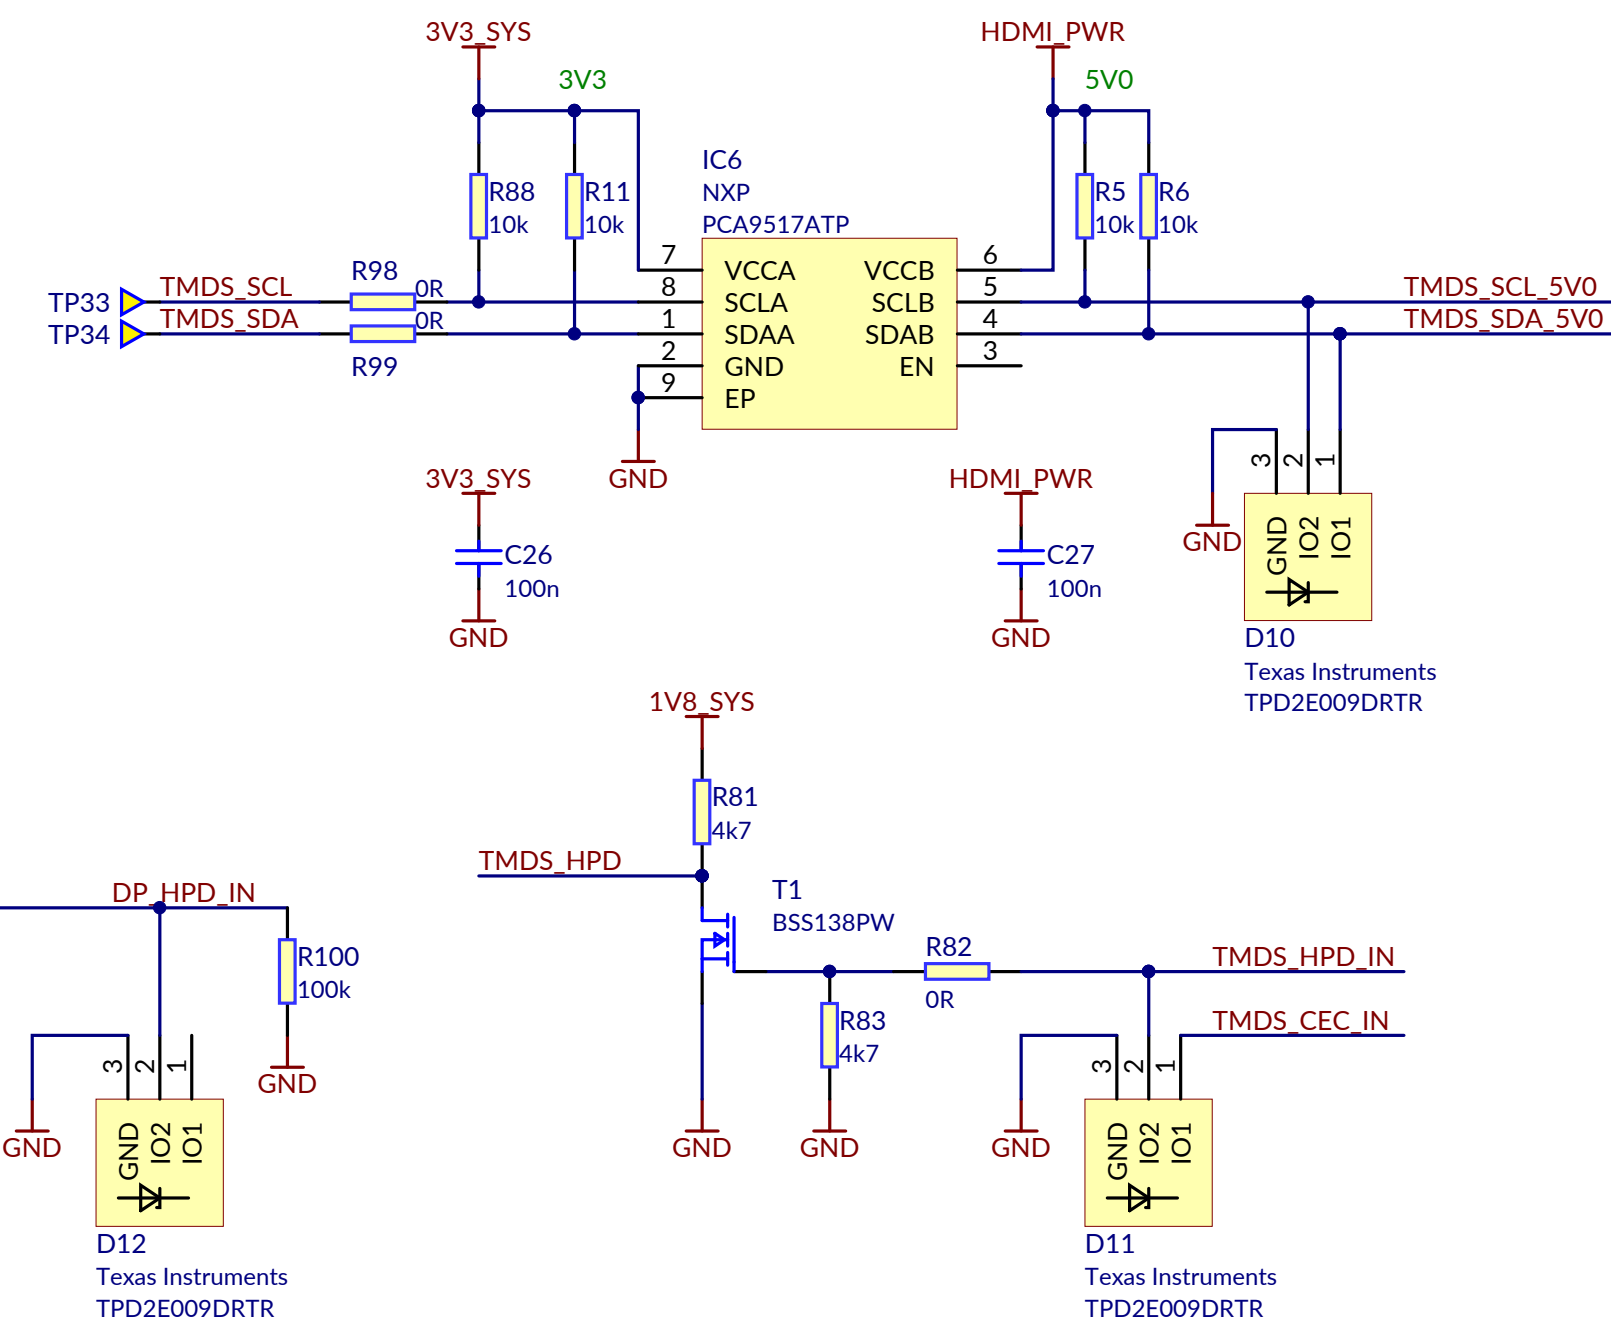 3V3_SYS
HDMI_PWR
3V3
5V0
IC6
NXP
PCA9517ATP
R88
10k
R11
10k
R5
10k
R6
10k
7
VCCA
VCCB
6
8
SCLA
SCLB
5
1
SDAA
SDAB
4
2
GND
EN
3
9
EP
TP33
TMDS_SCL
R98
0R
TP34
TMDS_SDA
0R
R99
TMDS_SCL_5V0
TMDS_SDA_5V0
GND
3V3_SYS
C26
100n
GND
HDMI_PWR
C27
100n
GND
GND
3
2
1
GND
IO2
IO1
D10
Texas Instruments
TPD2E009DRTR
1V8_SYS
R81
4k7
TMDS_HPD
T1
BSS138PW
R82
0R
TMDS_HPD_IN
R83
4k7
TMDS_CEC_IN
DP_HPD_IN
R100
100k
GND
3
2
1
GND
GND
IO2
IO1
D12
Texas Instruments
TPD2E009DRTR
GND
GND
GND
3
2
1
GND
IO2
IO1
D11
Texas Instruments
TPD2E009DRTR